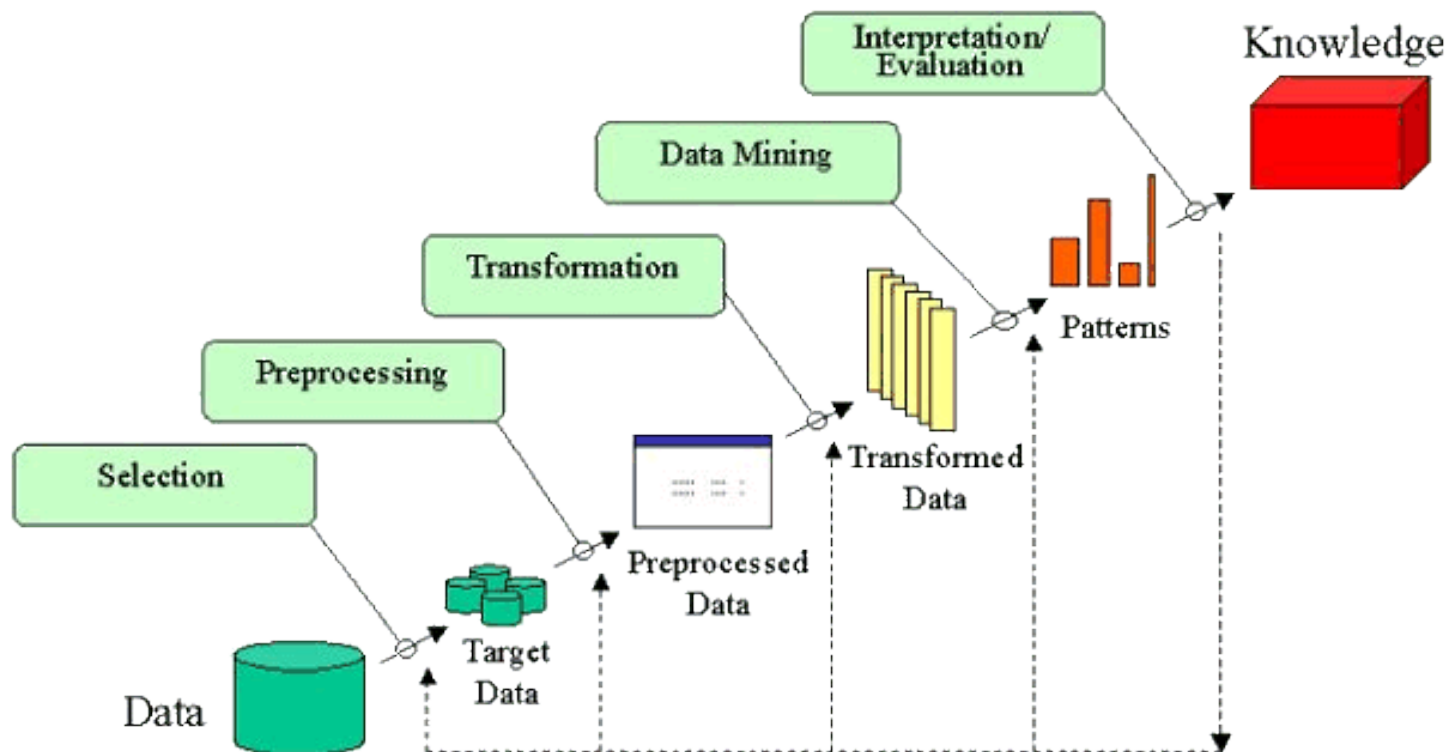 Interpretation/
Evaluation
Knowledge
Data Mining
Transformation
Patterns
Preprocessing
Transformed
Data
Selection
Preprocessed
Data
Target
Data
Data